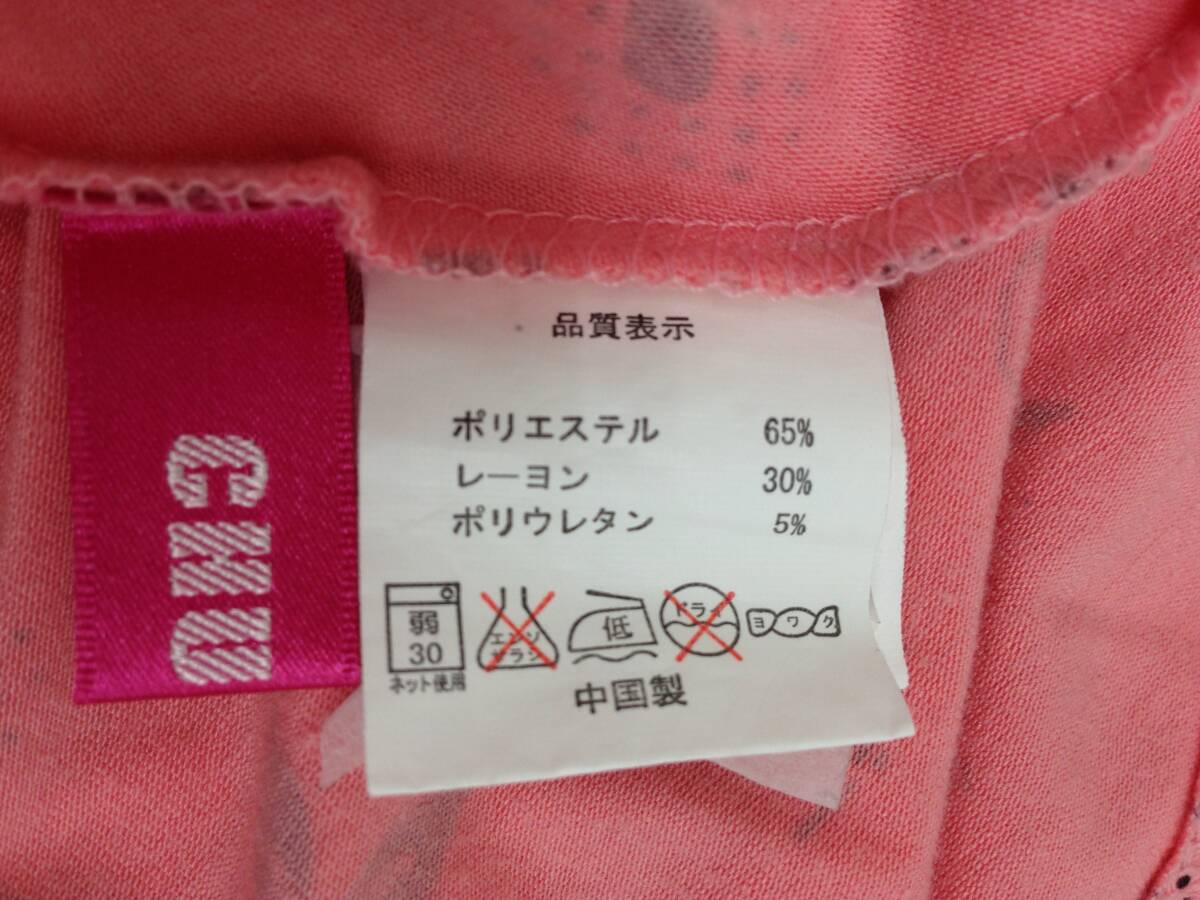 CHU
品質表示
ポリエステル 65%
レーヨン 30%
ポリウレタン 5%
弱
30
ネット使用
エンソ
サラシ
低
ドライ
ヨワク
中国製